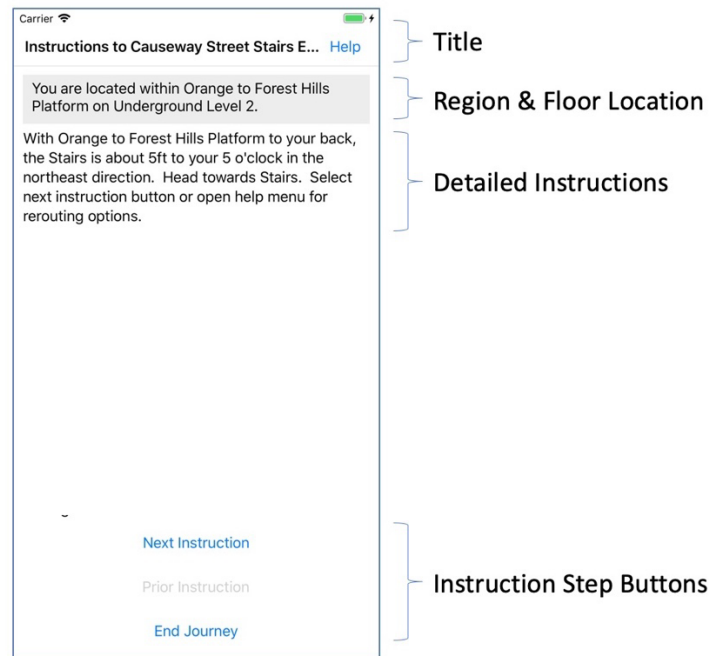 Carrier
Instructions to Causeway Street Stairs E... Help
Title
You are located within Orange to Forest Hills
Platform on Underground Level 2.
Region & Floor Location
With Orange to Forest Hills Platform to your back,
the Stairs is about 5ft to your 5 o'clock in the
northeast direction.  Head towards Stairs.  Select
next instruction button or open help menu for
rerouting options.
Detailed Instructions
Next Instruction
Prior Instruction
End Journey
Instruction Step Buttons